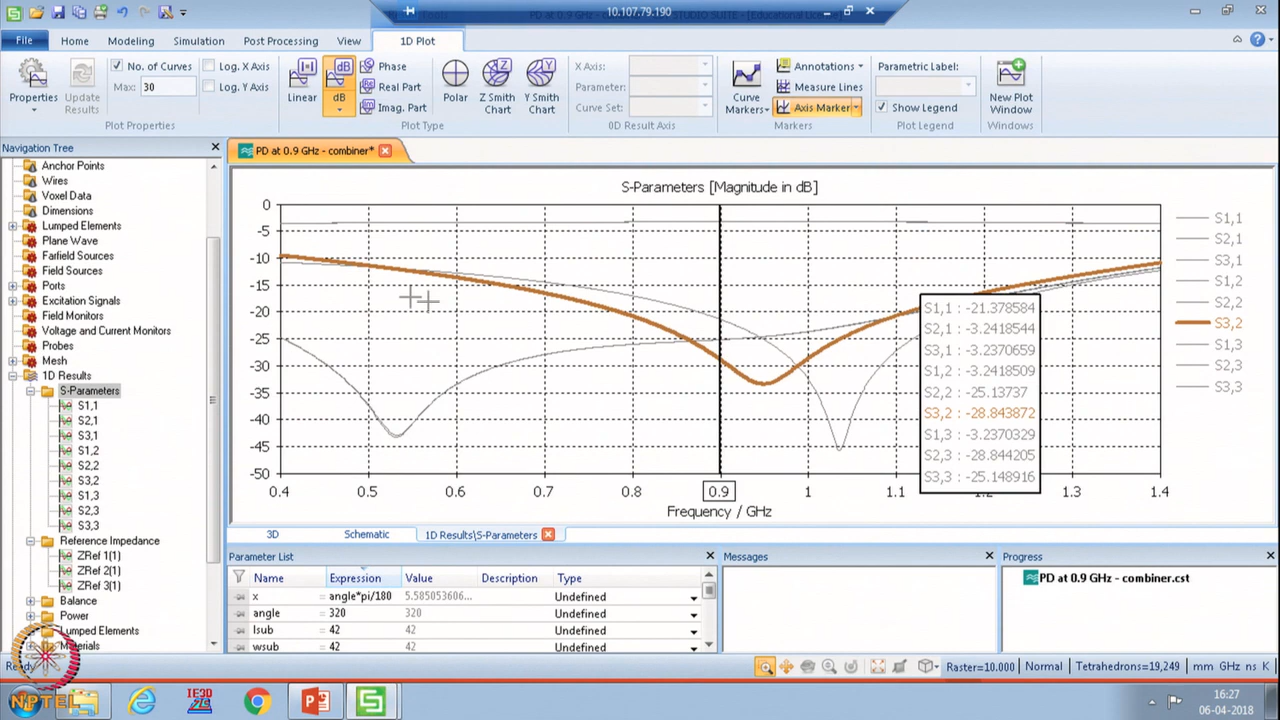 10.107.79.190
File Home Modeling Simulation Post Processing View 1D Plot
Properties
Update Results
No. of Curves
Max: 30
Log. X Axis
Log. Y Axis
Plot Properties
Linear
dB
Phase
Real Part
Imag. Part
Polar
Z Smith Chart
Y Smith Chart
Plot Type
X Axis:
Parameter:
Curve Set:
0D Result Axis
Curve Markers
Annotations
Measure Lines
Axis Marker
Markers
Parametric Label:
Show Legend
Plot Legend
New Plot Window
Windows
Navigation Tree
Anchor Points
Wires
Voxel Data
Dimensions
Lumped Elements
Plane Wave
Farfield Sources
Field Sources
Ports
Excitation Signals
Field Monitors
Voltage and Current Monitors
Probes
Mesh
1D Results
S-Parameters
S1,1
S2,1
S3,1
S1,2
S2,2
S3,2
S1,3
S2,3
S3,3
Reference Impedance
ZRef 1(1)
ZRef 2(1)
ZRef 3(1)
Balance
Power
Lumped Elements
Materials
PD at 0.9 GHz - combiner*
S-Parameters [Magnitude in dB]
0
-5
-10
-15
-20
-25
-30
-35
-40
-45
-50
0.4 0.5 0.6 0.7 0.8 0.9 1 1.1 1.2 1.3 1.4
Frequency / GHz
S1,1
S2,1
S3,1
S1,2
S2,2
S3,2
S1,3
S2,3
S3,3
S1,1 : -21.378584
S2,1 : -3.2418544
S3,1 : -3.2370659
S1,2 : -3.2418509
S2,2 : -25.13737
S3,2 : -28.843872
S1,3 : -3.2370329
S2,3 : -28.844205
S3,3 : -25.148916
3D Schematic 1D Results\S-Parameters
Parameter List
Name Expression Value Description Type
x = angle*pi/180 5.585053606... Undefined
angle = 320 320 Undefined
lsub = 42 42 Undefined
wsub = 42 42 Undefined
Messages
Progress
PD at 0.9 GHz - combiner.cst
Raster=10.000 Normal Tetrahedrons=19,249 mm GHz ns K
NPTEL
IE3D
16:27
06-04-2018